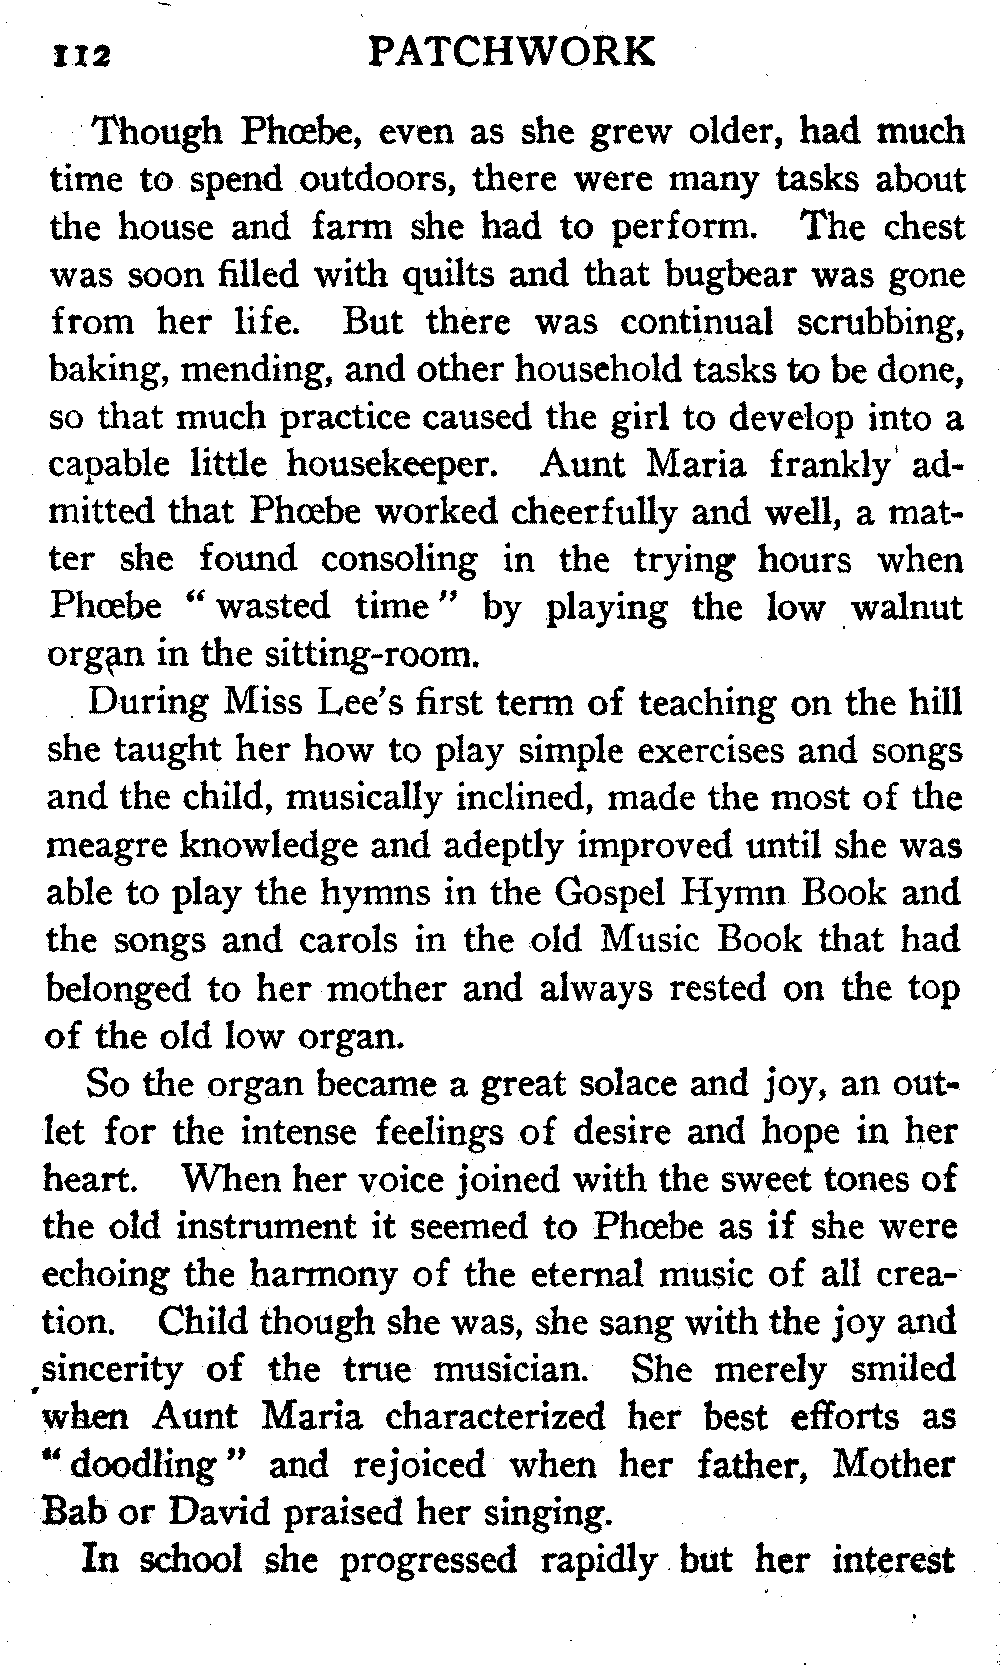 112 PATCHWORK
Though Phœbe, even as she grew older, had much
time to spend outdoors, there were many tasks about
the house and farm she had to perform. The chest
was soon filled with quilts and that bugbear was gone
from her life. But there was continual scrubbing,
baking, mending, and other household tasks to be done,
so that much practice caused the girl to develop into a
capable little housekeeper. Aunt Maria frankly ad-
mitted that Phœbe worked cheerfully and well, a mat-
ter she found consoling in the trying hours when
Phœbe “ wasted time ” by playing the low walnut
organ in the sitting-room.
During Miss Lee’s first term of teaching on the hill
she taught her how to play simple exercises and songs
and the child, musically inclined, made the most of the
meagre knowledge and adeptly improved until she was
able to play the hymns in the Gospel Hymn Book and
the songs and carols in the old Music Book that had
belonged to her mother and always rested on the top
of the old low organ.
So the organ became a great solace and joy, an out-
let for the intense feelings of desire and hope in her
heart. When her voice joined with the sweet tones of
the old instrument it seemed to Phœbe as if she were
echoing the harmony of the eternal music of all crea-
tion. Child though she was, she sang with the joy and
sincerity of the true musician. She merely smiled
when Aunt Maria characterized her best efforts as
“ doodling ” and rejoiced when her father, Mother
Bab or David praised her singing.
In school she progressed rapidly but her interest